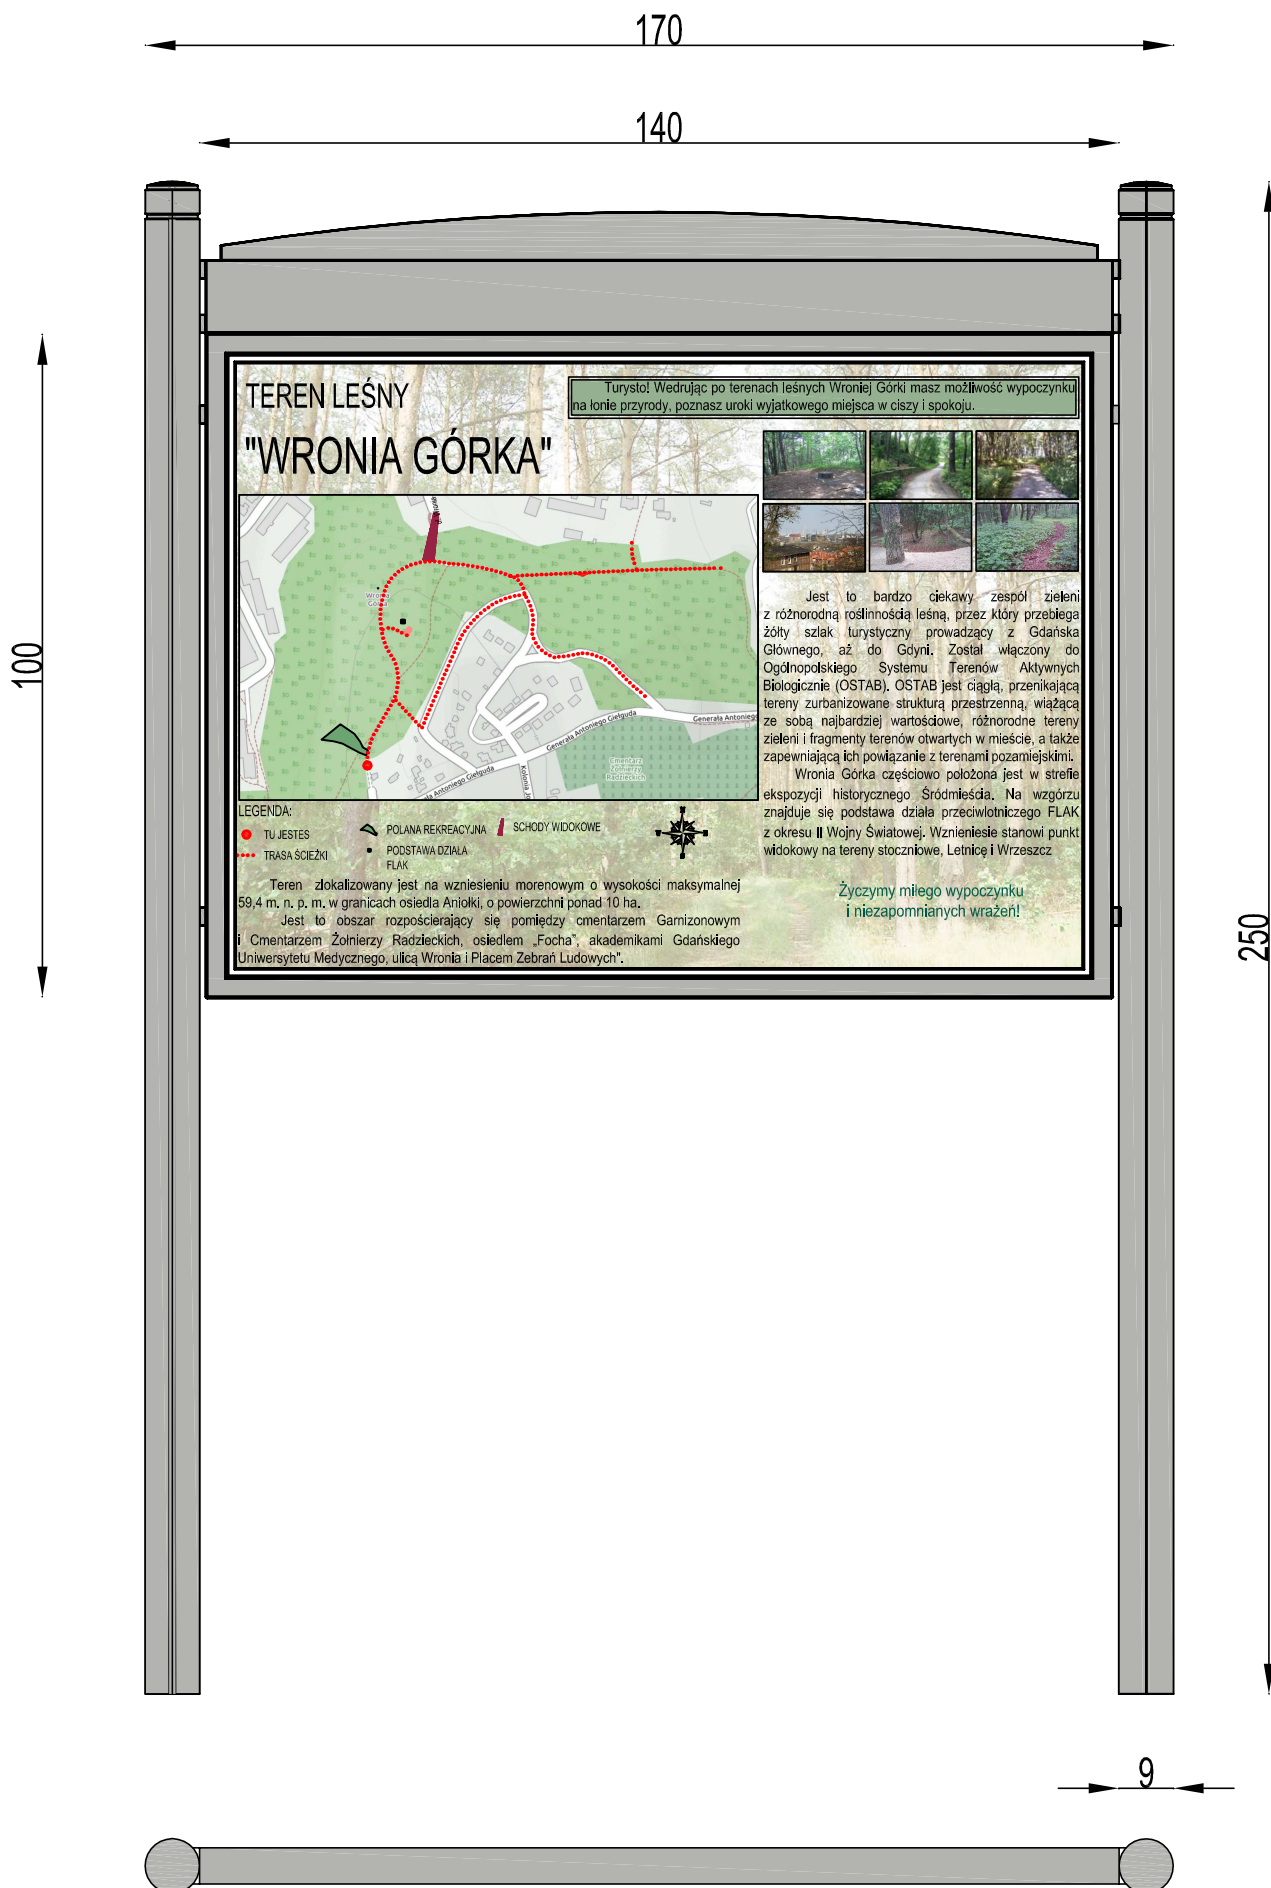 170
140
TEREN LEŚNY
"WRONIA GÓRKA"
Turysto! Wedrując po terenach leśnych Wroniej Górki masz możliwość wypoczynku
na łonie przyrody, poznasz uroki wyjatkowego miejsca w ciszy i spokoju.
Wronia
Górka
Generała Antoniego Giełguda
Generała Antoniego
Antoniego Giełguda
Cmentarz
Żołnierzy
Radzieckich
LEGENDA:
TU JESTES
TRASA ŚCIEŻKI
POLANA REKREACYJNA
PODSTAWA DZIAŁA
FLAK
SCHODY WIDOKOWE
Teren zlokalizowany jest na wzniesieniu morenowym o wysokości maksymalnej
59,4 m. n. p. m. w granicach osiedla Aniołki, o powierzchni ponad 10 ha.
Jest to obszar rozpościerający się pomiędzy cmentarzem Garnizonowym
i Cmentarzem Żołnierzy Radzieckich, osiedlem „Focha”, akademikami Gdańskiego
Uniwersytetu Medycznego, ulicą Wronia i Placem Zebrań Ludowych".
Jest to bardzo ciekawy zespół zieleni
z różnorodną roślinnością leśną, przez który przebiega
żółty szlak turystyczny prowadzący z Gdańska
Głównego, aż do Gdyni. Został włączony do
Ogólnopolskiego Systemu Terenów Aktywnych
Biologicznie (OSTAB). OSTAB jest ciągłą, przenikającą
tereny zurbanizowane strukturą przestrzenną, wiążącą
ze sobą najbardziej wartościowe, różnorodne tereny
zieleni i fragmenty terenów otwartych w mieście, a także
zapewniającą ich powiązanie z terenami pozamiejskimi.
Wronia Górka częściowo położona jest w strefie
ekspozycji historycznego Śródmieścia. Na wzgórzu
znajduje się podstawa działa przeciwlotniczego FLAK
z okresu II Wojny Światowej. Wzniesiesie stanowi punkt
widokowy na tereny stoczniowe, Letnicę i Wrzeszcz
Życzymy miłego wypoczynku
i niezapomnianych wrażeń!
100
250
9